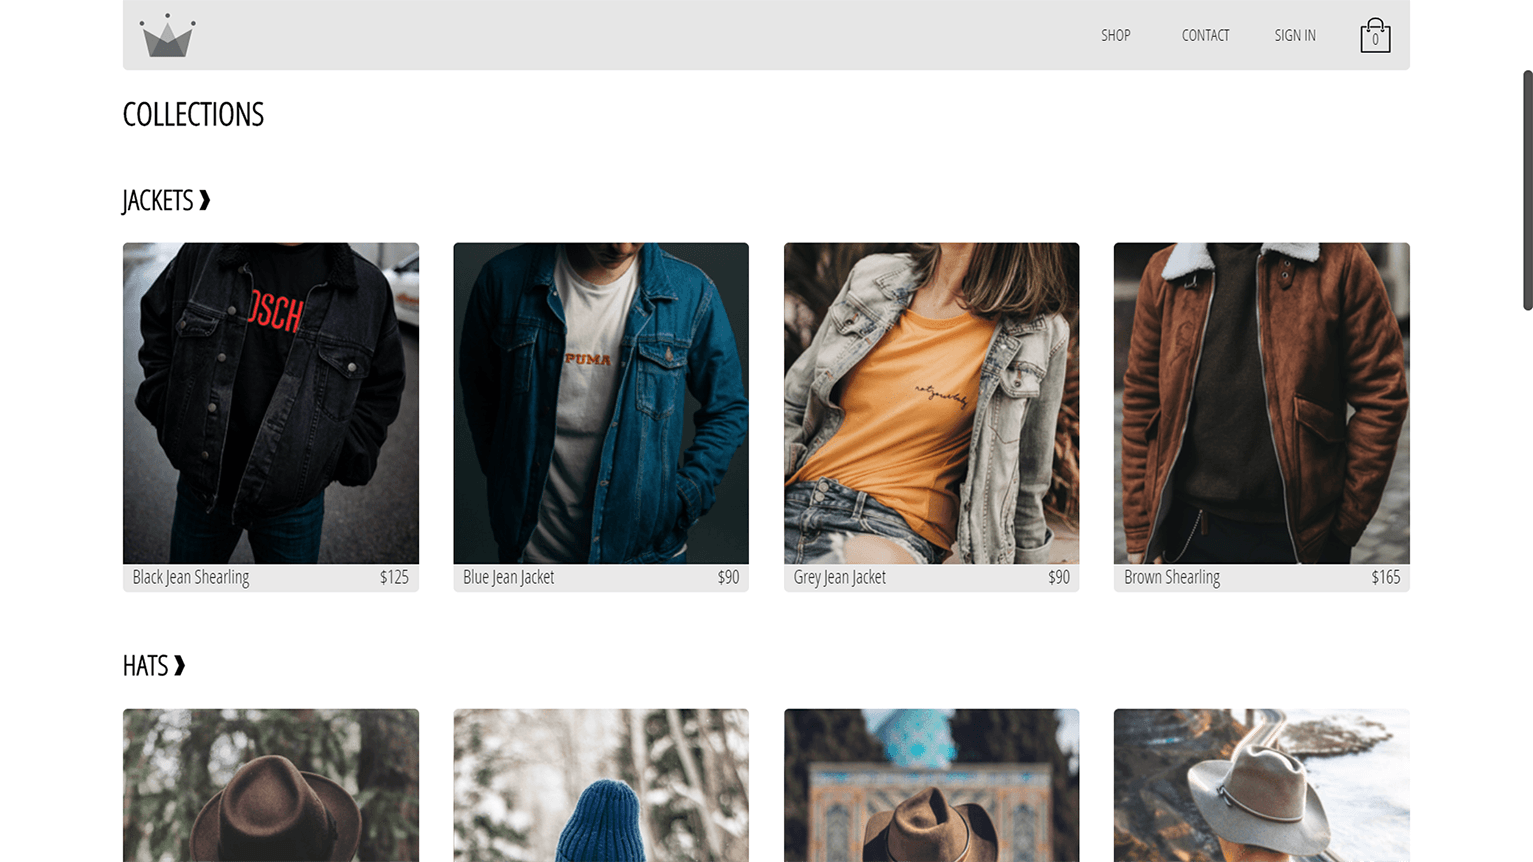 SHOP CONTACT SIGN IN 0
COLLECTIONS
JACKETS ❱
OSCH
PUMA
notyourbaby
Black Jean Shearling $125
Blue Jean Jacket $90
Grey Jean Jacket $90
Brown Shearling $165
HATS ❱